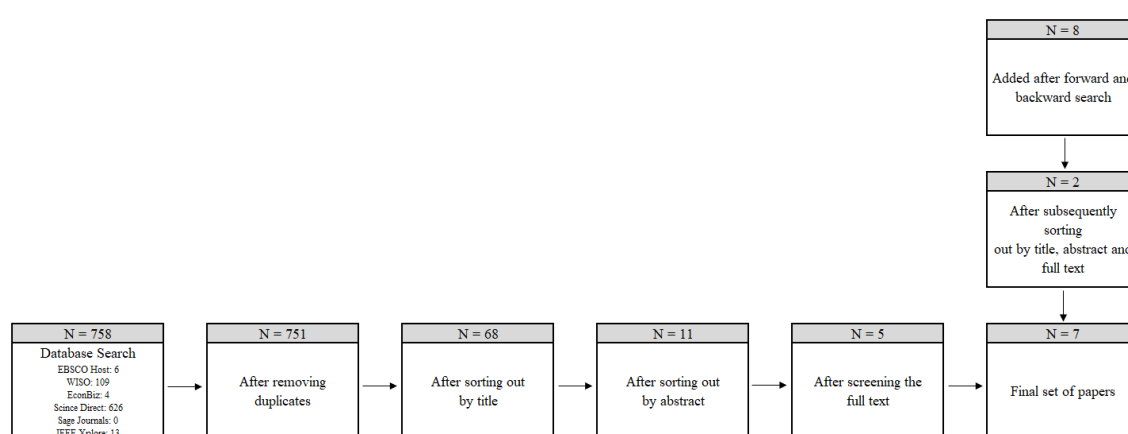 N = 8
Added after forward and
backward search
N = 2
After subsequently
sorting
out by title, abstract and
full text
N = 758
Database Search
EBSCO Host: 6
WISO: 109
EconBiz: 4
Scince Direct: 626
Sage Journals: 0
IEEE Xplore: 13
N = 751
After removing
duplicates
N = 68
After sorting out
by title
N = 11
After sorting out
by abstract
N = 5
After screening the
full text
N = 7
Final set of papers